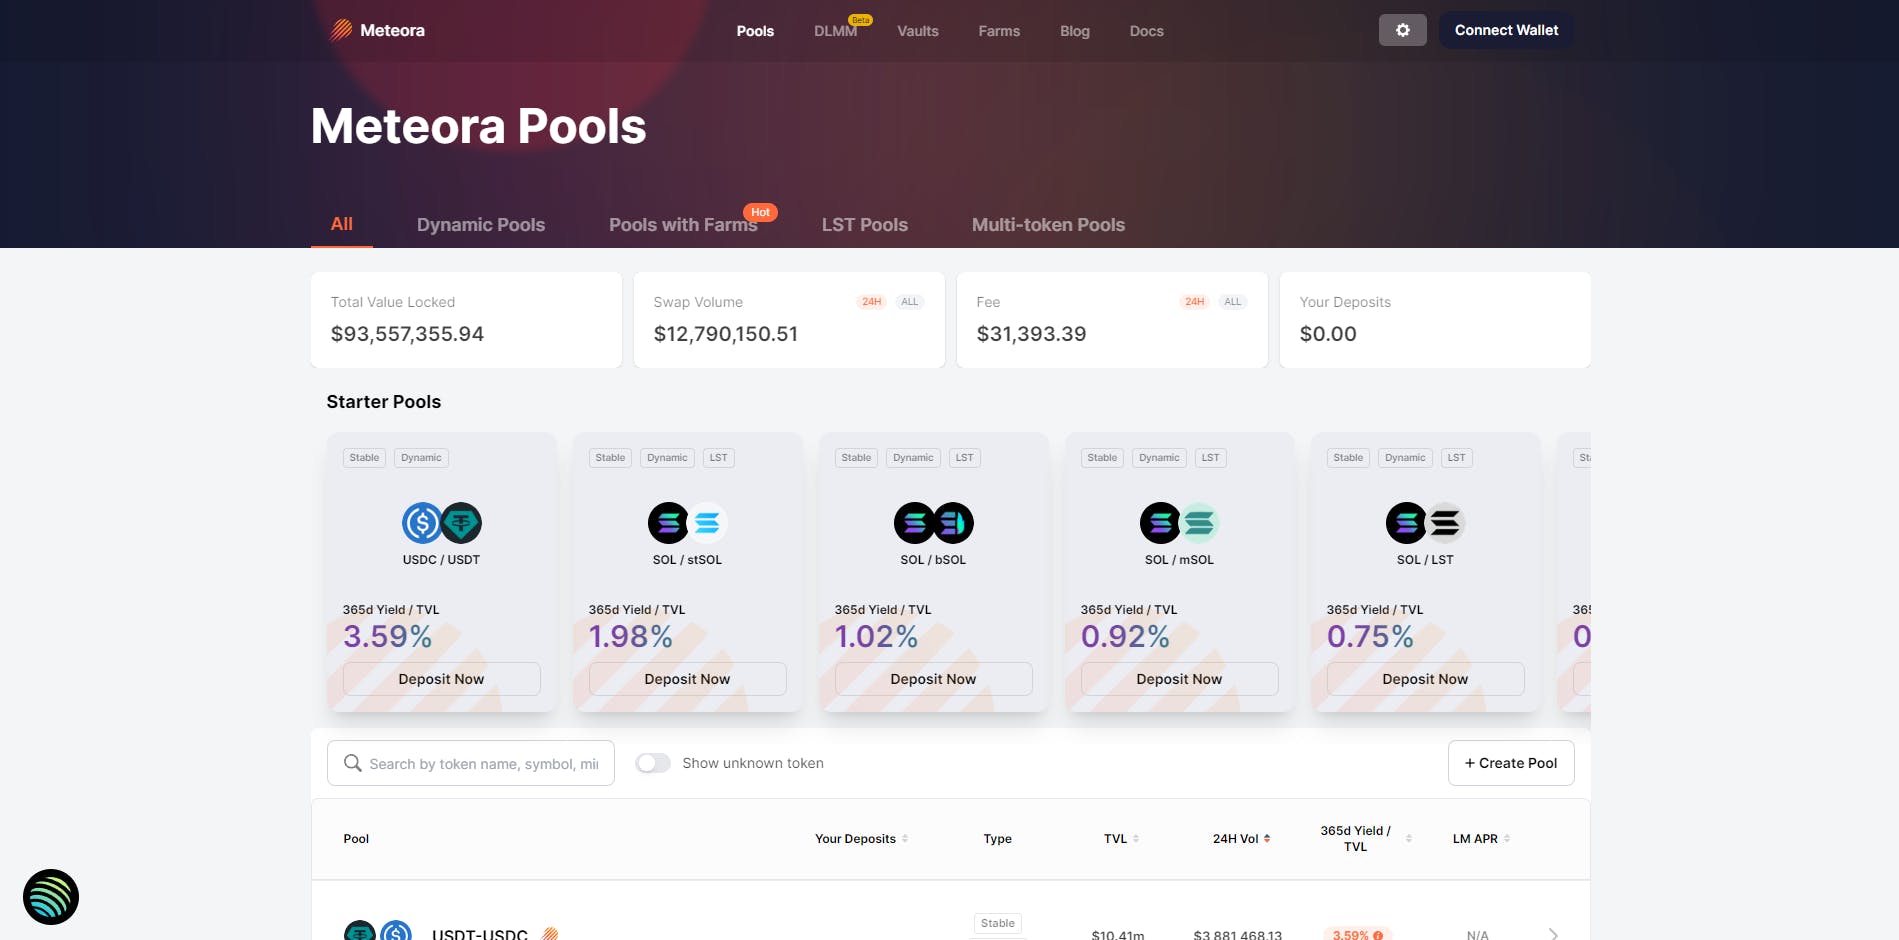 Meteora
Pools
DLMM
Beta
Vaults
Farms
Blog
Docs
Connect Wallet
Meteora Pools
All
Dynamic Pools
Pools with Farms
Hot
LST Pools
Multi-token Pools
Total Value Locked
$93,557,355.94
Swap Volume
24H
ALL
$12,790,150.51
Fee
24H
ALL
$31,393.39
Your Deposits
$0.00
Starter Pools
Stable
Dynamic
USDC / USDT
365d Yield / TVL
3.59%
Deposit Now
Stable
Dynamic
LST
SOL / stSOL
365d Yield / TVL
1.98%
Deposit Now
Stable
Dynamic
LST
SOL / bSOL
365d Yield / TVL
1.02%
Deposit Now
Stable
Dynamic
LST
SOL / mSOL
365d Yield / TVL
0.92%
Deposit Now
Stable
Dynamic
LST
SOL / LST
365d Yield / TVL
0.75%
Deposit Now
Search by token name, symbol,
Show unknown token
+ Create Pool
Pool
Your Deposits
Type
TVL
24H Vol
365d Yield /
TVL
LM APR
USDT-USDC
Stable
$10.41m
$3,881,468.13
3.59%
N/A